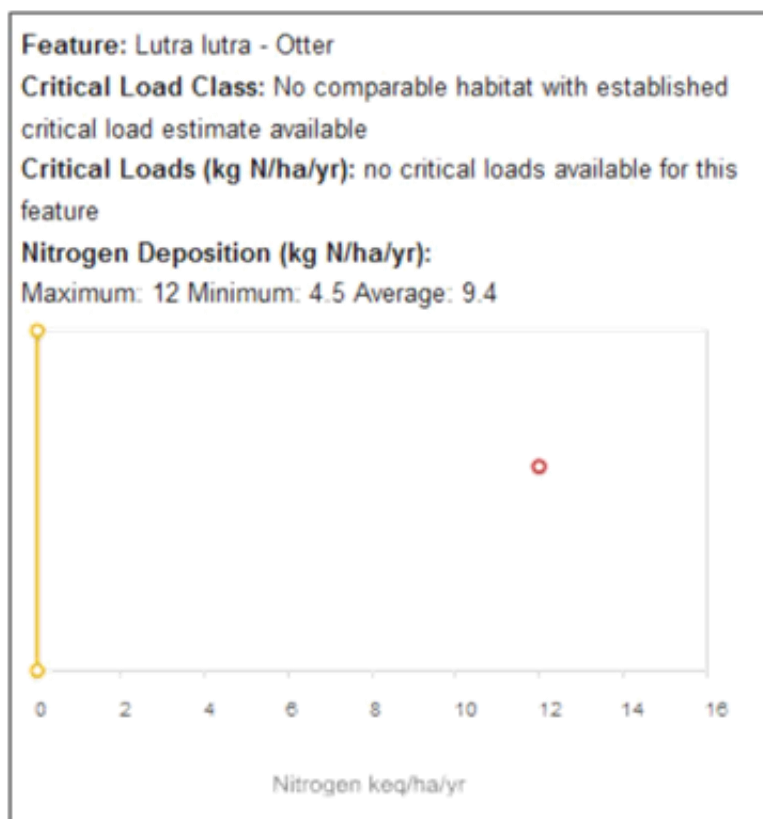 Feature: Lutra lutra - Otter
Critical Load Class: No comparable habitat with established
critical load estimate available
Critical Loads (kg N/ha/yr): no critical loads available for this
feature
Nitrogen Deposition (kg N/ha/yr):
Maximum: 12 Minimum: 4.5 Average: 9.4
0 2 4 6 8 10 12 14 16
Nitrogen keq/ha/yr